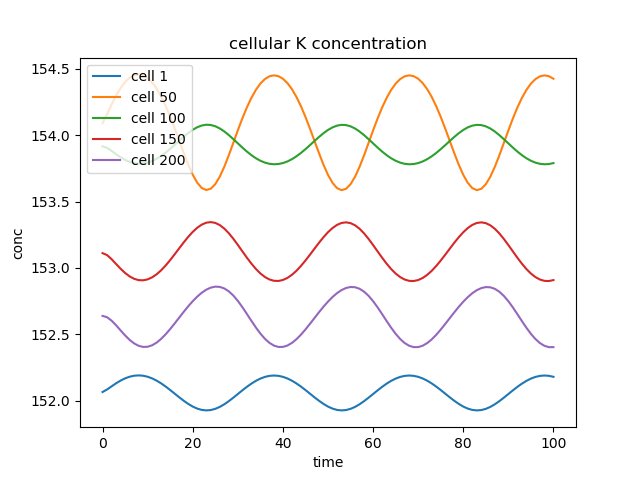 cellular K concentration
cell 1
cell 50
cell 100
cell 150
cell 200
conc
154.5
154.0
153.5
153.0
152.5
152.0
0 20 40 60 80 100
time